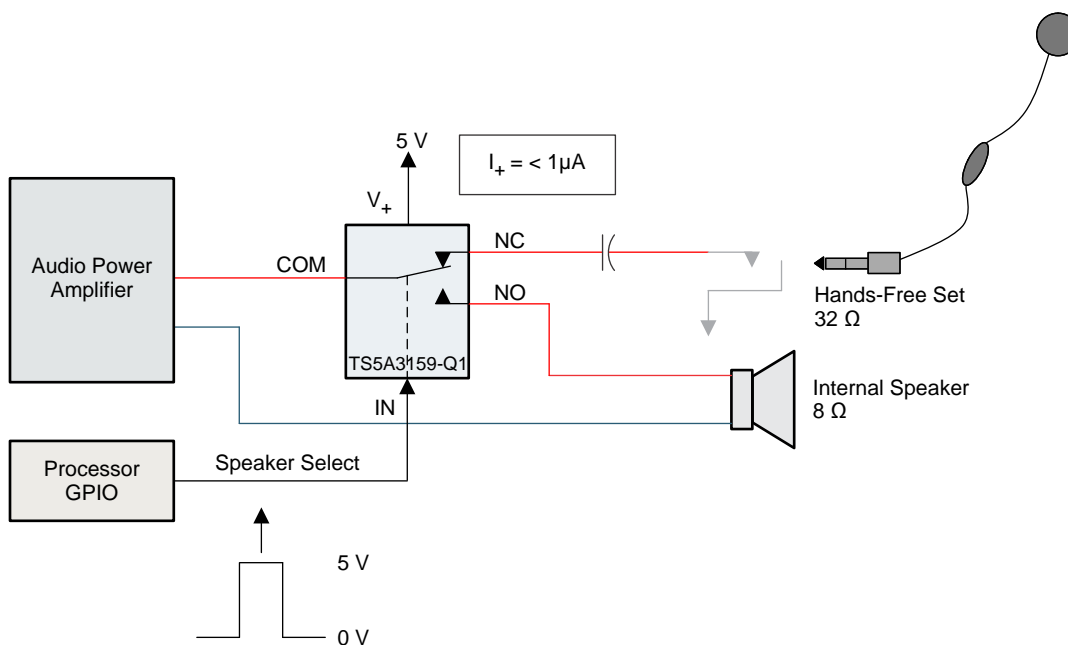 5 V
I+ = < 1µA
V+
Audio Power
Amplifier
COM
NC
NO
TS5A3159-Q1
IN
Hands-Free Set
32 Ω
Internal Speaker
8 Ω
Processor
GPIO
Speaker Select
5 V
0 V